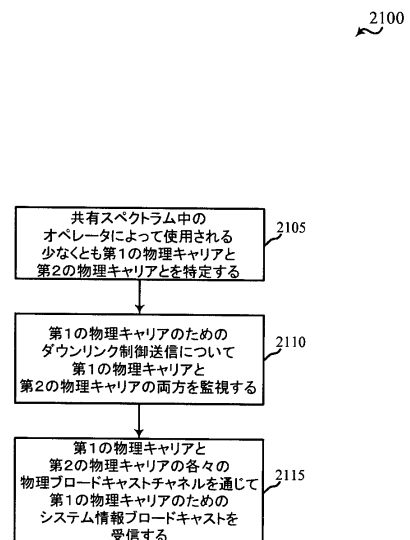 2100
共有スペクトラム中の
オペレータによって使用される
少なくとも第1の物理キャリアと
第2の物理キャリアとを特定する
2105
第1の物理キャリアのための
ダウンリンク制御送信について
第1の物理キャリアと
第2の物理キャリアの両方を監視する
2110
第1の物理キャリアと
第2の物理キャリアの各々の
物理ブロードキャストチャネルを通じて
第1の物理キャリアのための
システム情報ブロードキャストを
受信する
2115